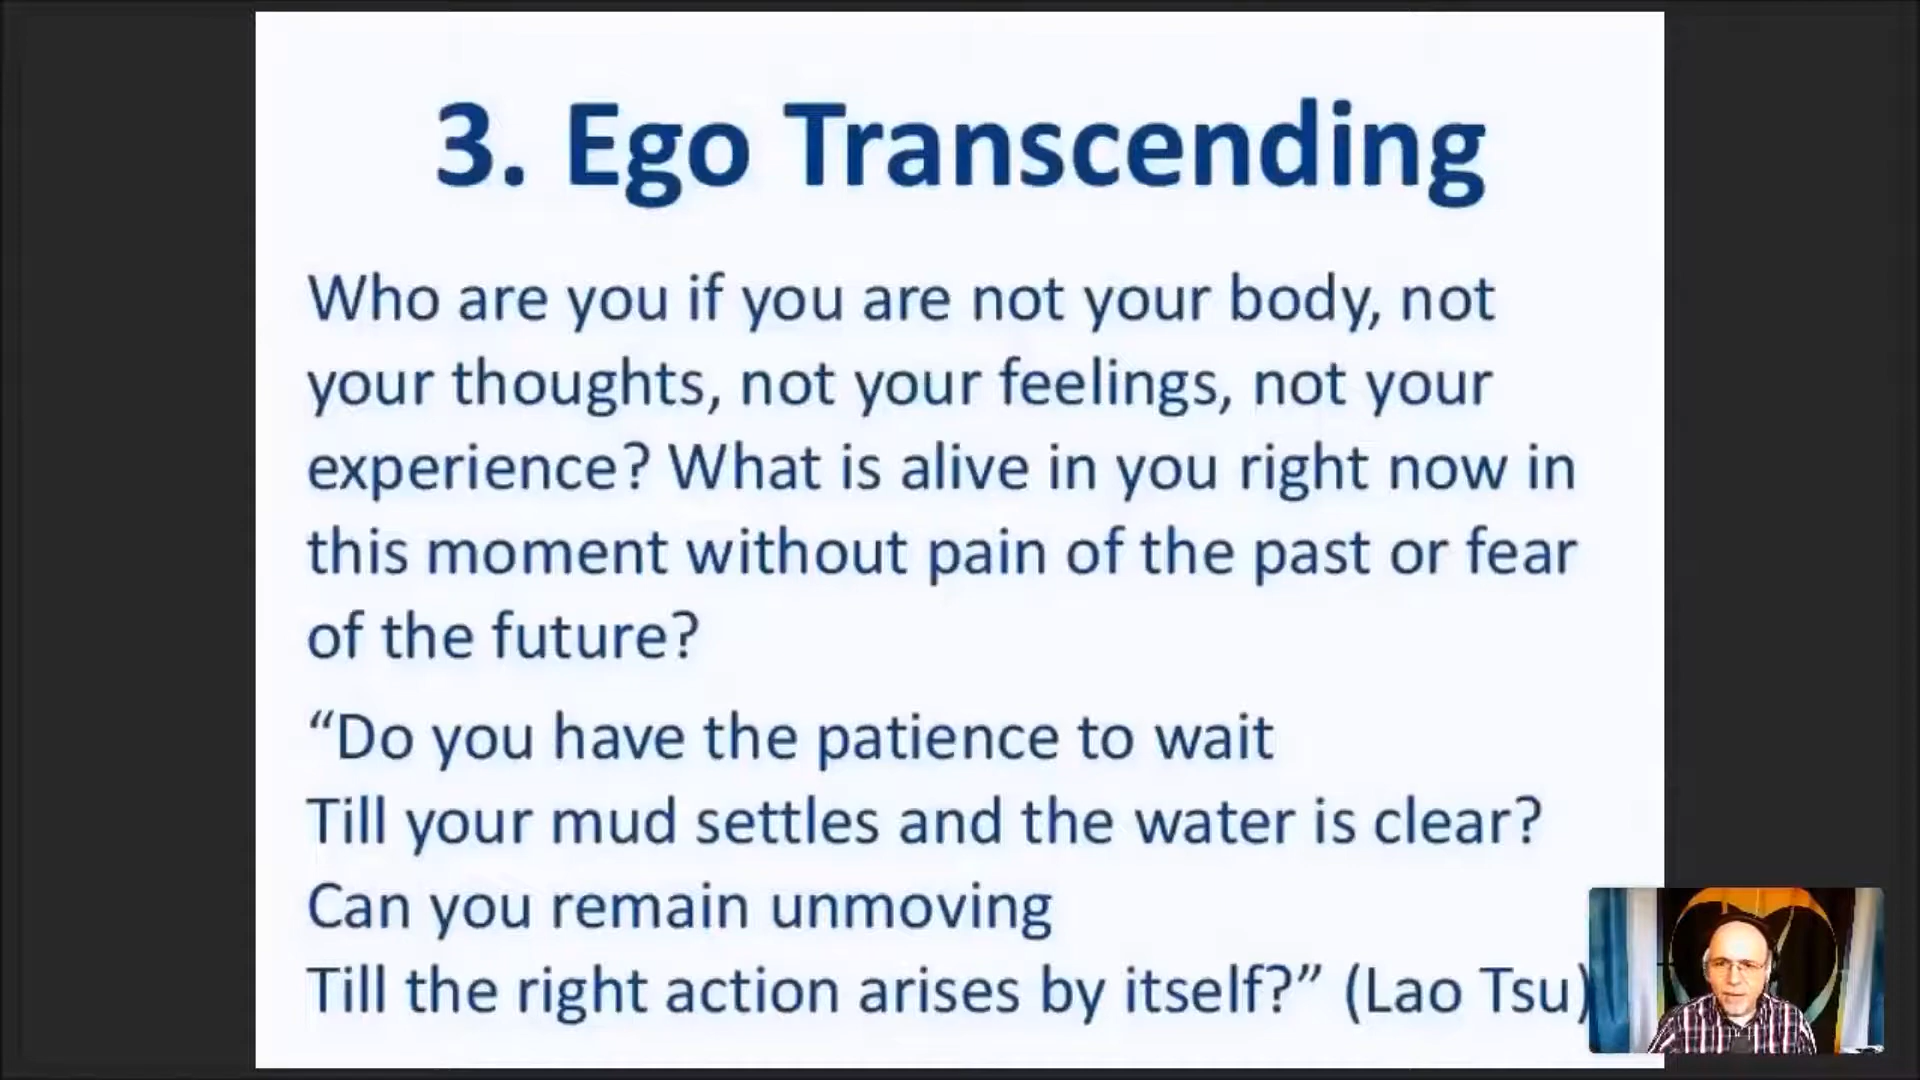 3. Ego Transcending
Who are you if you are not your body, not
your thoughts, not your feelings, not your
experience? What is alive in you right now in
this moment without pain of the past or fear
of the future?
“Do you have the patience to wait
Till your mud settles and the water is clear?
Can you remain unmoving
Till the right action arises by itself?” (Lao Tsu)